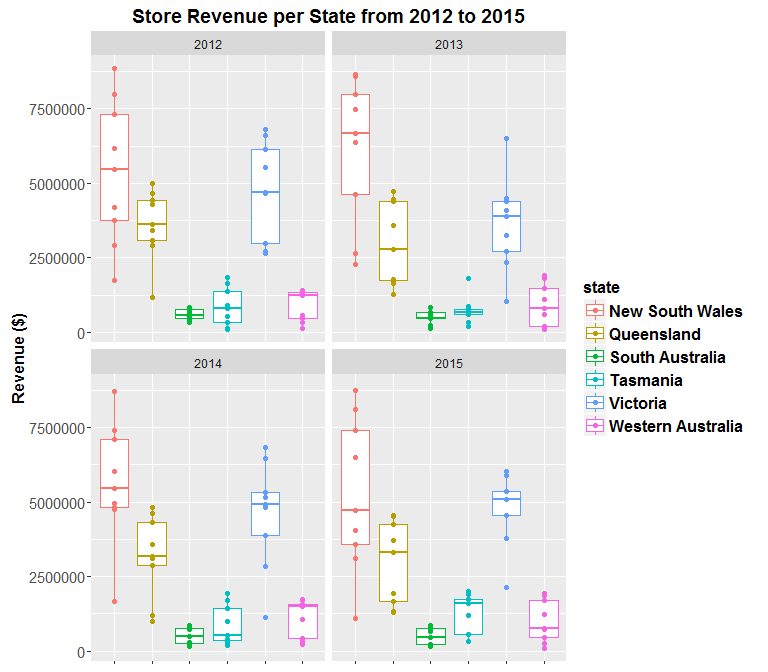 Store Revenue per State from 2012 to 2015
2012
2013
7500000
5000000
2500000
0
Revenue ($)
2014
2015
7500000
5000000
2500000
0
state
New South Wales
Queensland
South Australia
Tasmania
Victoria
Western Australia